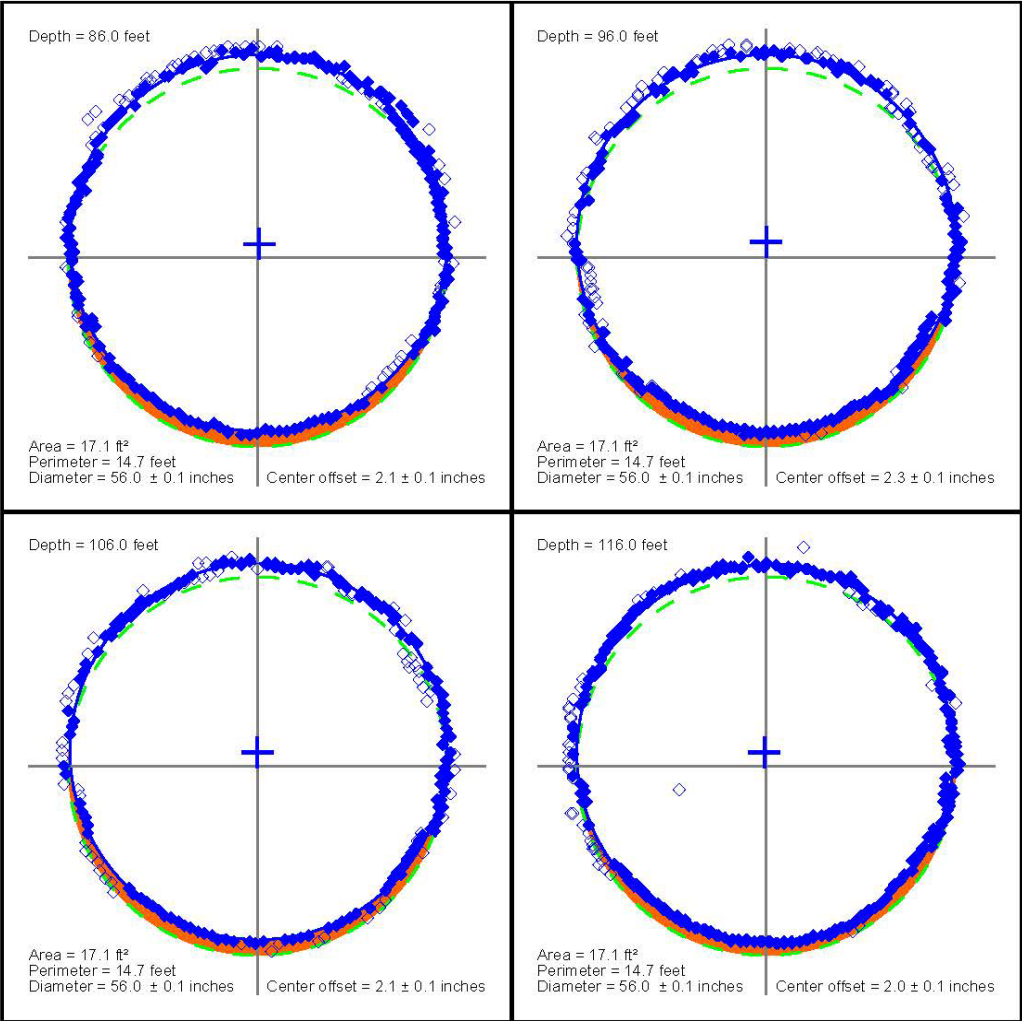 Depth = 86.0 feet
Area = 17.1 ft²
Perimeter = 14.7 feet
Diameter = 56.0 ± 0.1 inches
Center offset = 2.1 ± 0.1 inches
Depth = 96.0 feet
Area = 17.1 ft²
Perimeter = 14.7 feet
Diameter = 56.0 ± 0.1 inches
Center offset = 2.3 ± 0.1 inches
Depth = 106.0 feet
Area = 17.1 ft²
Perimeter = 14.7 feet
Diameter = 56.0 ± 0.1 inches
Center offset = 2.1 ± 0.1 inches
Depth = 116.0 feet
Area = 17.1 ft²
Perimeter = 14.7 feet
Diameter = 56.0 ± 0.1 inches
Center offset = 2.0 ± 0.1 inches